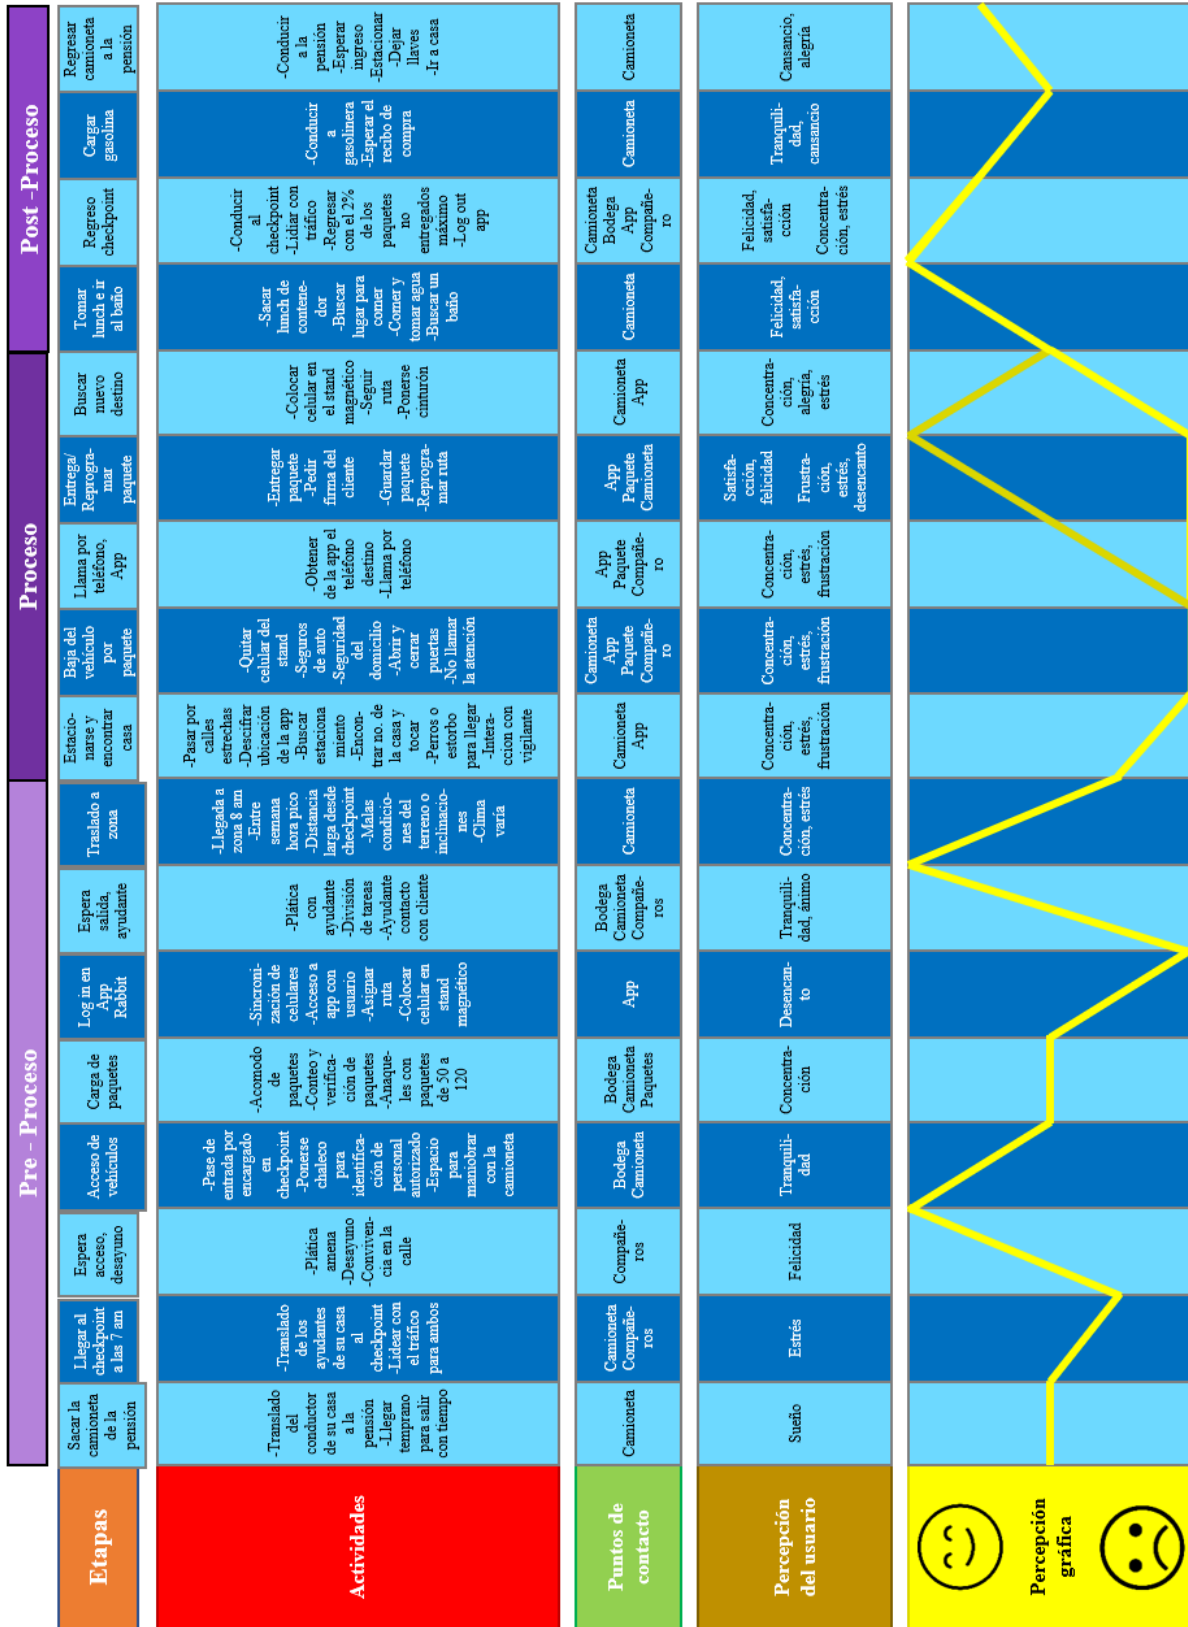 Pre - Proceso
Proceso
Post -Proceso
Etapas
Sacar la
camioneta
de la
pensión
Llegar al
checkpoint
a las 7 am
Espera
acceso,
desayuno
Acceso de
vehículos
Carga de
paquetes
Log in en
App
Rabbit
Espera
salida,
ayudante
Traslado a
zona
Estacio-
narse y
encontrar
casa
Baja del
vehículo
por
paquete
Llama por
teléfono,
App
Entrega/
Reprogra-
mar
paquete
Buscar
nuevo
destino
Tomar
lunch e ir
al baño
Regreso
checkpoint
Cargar
gasolina
Regresar
camioneta
a la
pensión
Actividades
-Translado
del
conductor
de su casa
a la
pensión
-Llegar
temprano
para salir
con tiempo
-Translado
de los
ayudantes
de su casa
al
checkpoint
-Lidear con
el tráfico
para ambos
-Plática
amena
-Desayuno
-Conviven-
cia en la
calle
-Pase de
entrada por
encargado
en
checkpoint
-Ponerse
chaleco
para
identifica-
ción de
personal
autorizado
-Espacio
para
maniobrar
con la
camioneta
-Acomodo
de
paquetes
-Conteo y
verifica-
ción de
paquetes
-Anaque-
les con
paquetes
de 50 a
120
-Sincroni-
zación de
celulares
-Acceso a
app con
usuario
-Asignar
ruta
-Colocar
celular en
stand
magnético
-Plática
con
ayudante
-División
de tareas
-Ayudante
contacto
con cliente
-Llegada a
zona 8 am
-Entre
semana
hora pico
-Distancia
larga desde
checkpoint
-Malas
condicio-
nes del
terreno o
inclinacio-
nes
-Clima
varía
-Pasar por
calles
estrechas
-Descifrar
ubicación
de la app
-Buscar
estaciona
miento
-Encon-
trar no. de
la casa y
tocar
-Perros o
estorbo
para llegar
-Intera-
ccion con
vigilante
-Quitar
celular del
stand
-Seguros
de auto
-Seguridad
del
domicilio
-Abrir y
cerrar
puertas
-No llamar
la atención
-Obtener
de la app el
teléfono
destino
-Llama por
teléfono
-Entregar
paquete
-Pedir
firma del
cliente
-Guardar
paquete
-Reprogra-
mar ruta
-Colocar
celular en
el stand
magnético
-Seguir
ruta
-Ponerse
cinturón
-Sacar
lunch de
contene-
dor
-Buscar
lugar para
comer
-Comer y
tomar agua
-Buscar un
baño
-Conducir
al
checkpoint
-Lidiar con
tráfico
-Regresar
con el 2%
de los
paquetes
no
entregados
máximo
-Log out
app
-Conducir
a
gasolinera
-Esperar el
recibo de
compra
-Conducir
a la
pensión
-Esperar
ingreso
-Estacionar
-Dejar
llaves
-Ir a casa
Puntos de
contacto
Camioneta
Camioneta
Compañe-
ros
Compañe-
ros
Bodega
Camioneta
Bodega
Camioneta
Paquetes
App
Bodega
Camioneta
Compañe-
ros
Camioneta
Camioneta
App
Camioneta
App
Paquete
Compañe-
ro
App
Paquete
Compañe-
ro
App
Paquete
Camioneta
Camioneta
App
Camioneta
Camioneta
Bodega
App
Compañe-
ro
Camioneta
Camioneta
Percepción
del usuario
Sueño
Estrés
Felicidad
Tranquili-
dad
Concentra-
ción
Desencan-
to
Tranquili-
dad, ánimo
Concentra-
ción, estrés
Concentra-
ción,
estrés,
frustración
Concentra-
ción,
estrés,
frustración
Concentra-
ción,
estrés,
frustración
Satisfa-
cción,
felicidad
Frustra-
ción,
estrés,
desencanto
Concentra-
ción,
alegría,
estrés
Felicidad,
satisfa-
cción
Felicidad,
satisfa-
cción
Concentra-
ción, estrés
Tranquili-
dad,
cansancio
Cansancio,
alegría
Percepción
gráfica